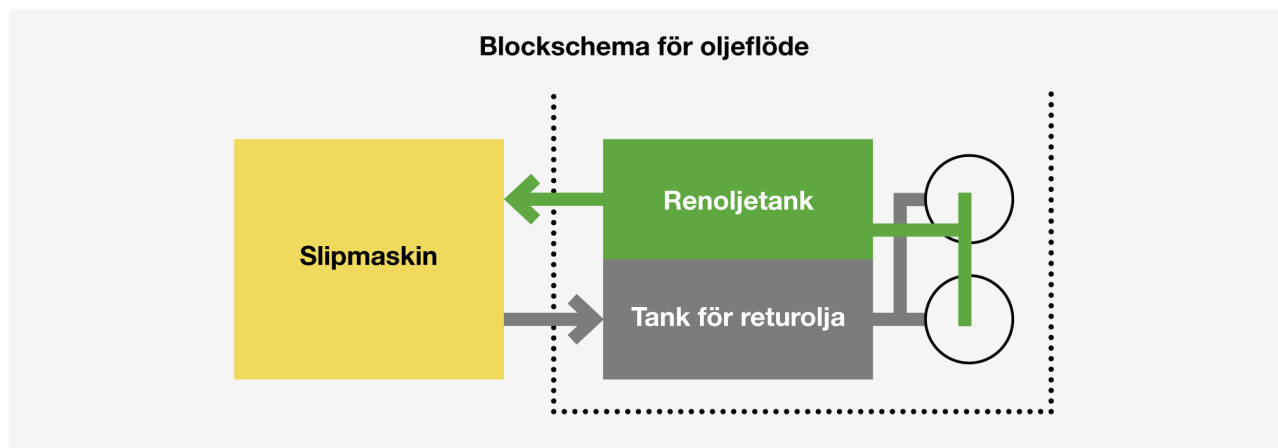 Blockschema för oljeflöde
Renoljetank
Slipmaskin
Tank för returolja